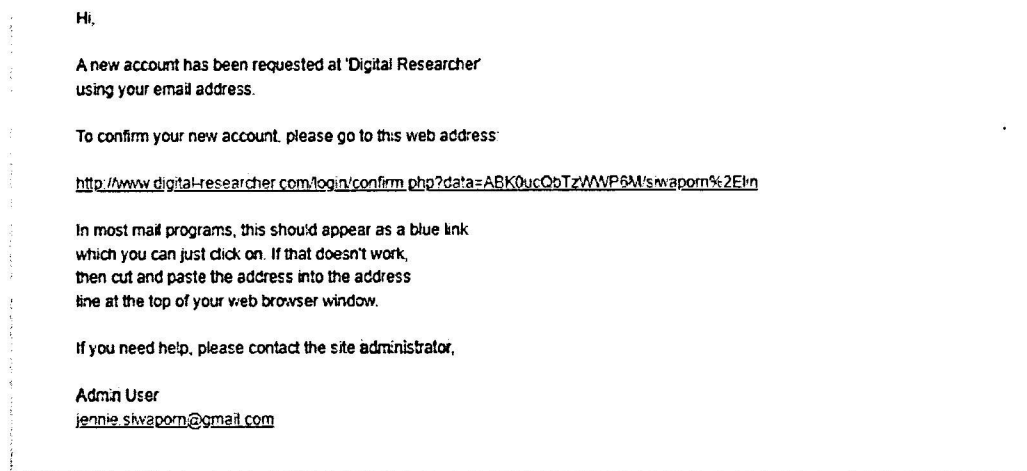 Hi,
A new account has been requested at 'Digital Researcher'
using your email address.
To confirm your new account, please go to this web address:
http://www.digital-researcher.com/login/confirm.php?data=ABK0ucQbTzWWP6M/siwaporn%2Elin
In most mail programs, this should appear as a blue link
which you can just click on. If that doesn't work,
then cut and paste the address into the address
line at the top of your web browser window.
If you need help, please contact the site administrator,
Admin User
jennie.siwaporn@gmail.com